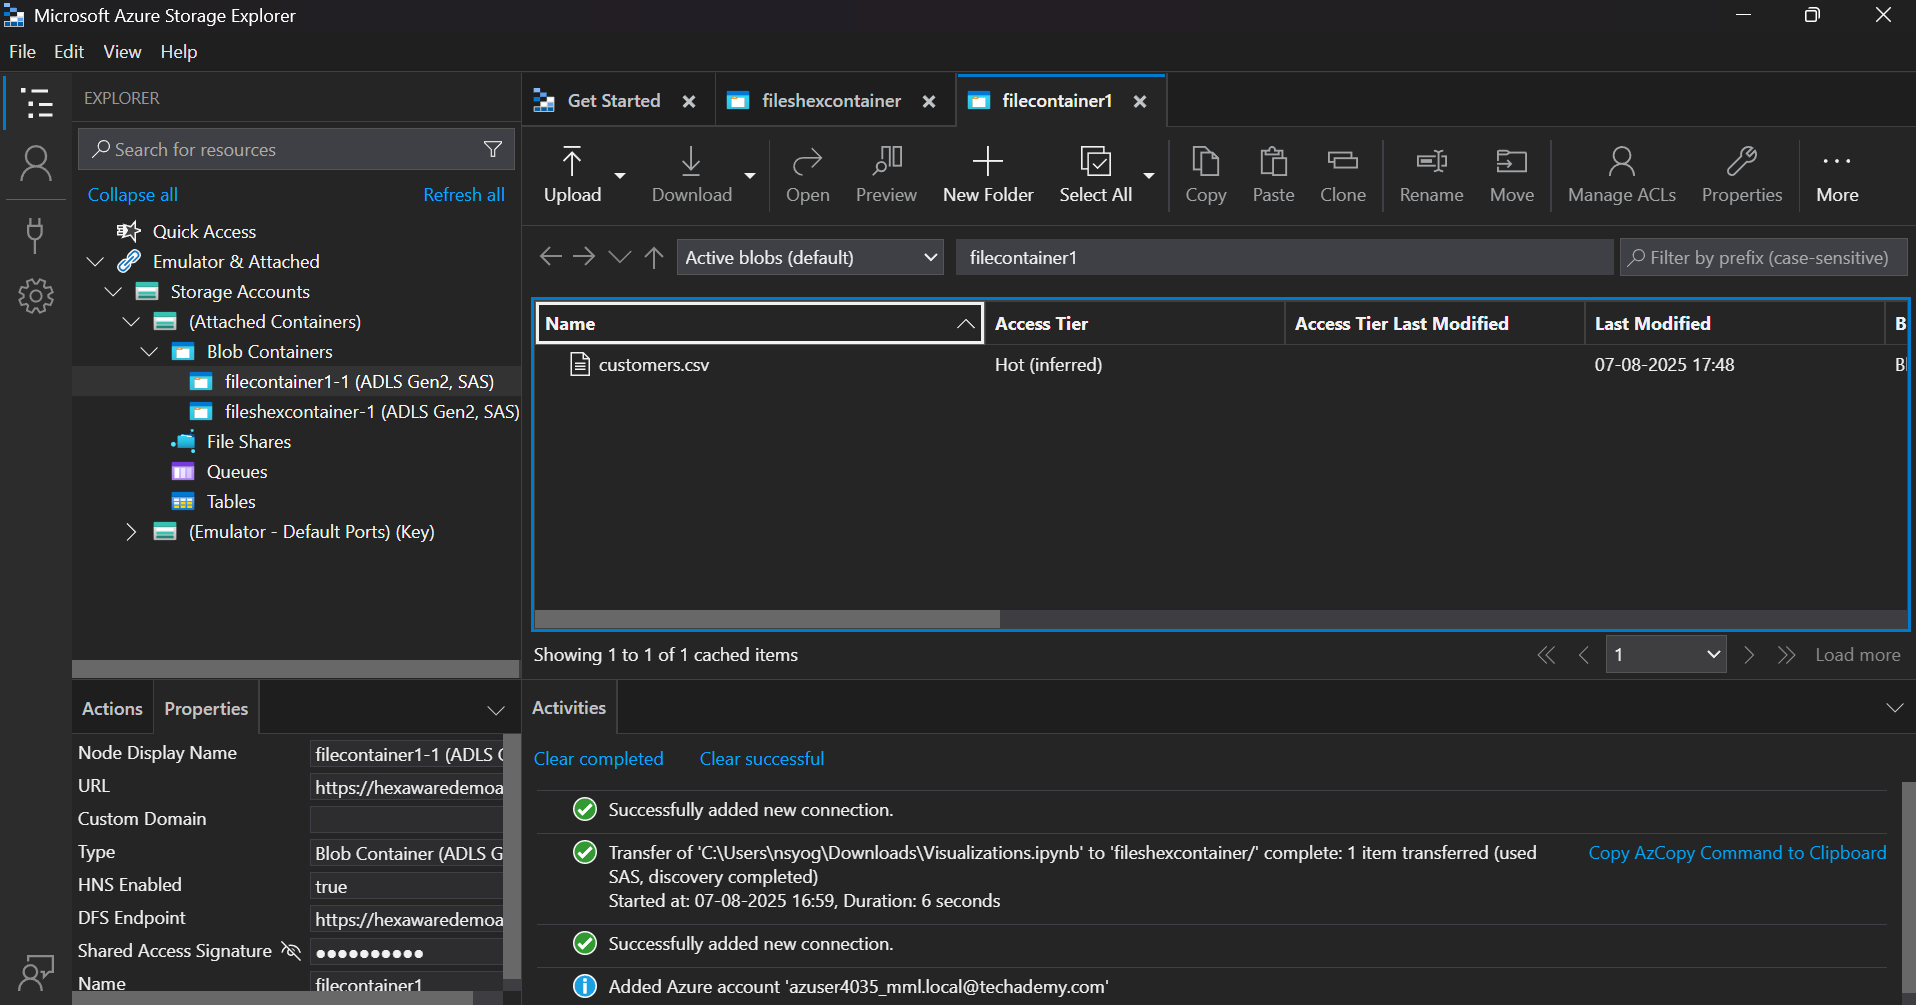 Microsoft Azure Storage Explorer
File Edit View Help
EXPLORER
Search for resources
Collapse all Refresh all
Quick Access
Emulator & Attached
Storage Accounts
(Attached Containers)
Blob Containers
filecontainer1-1 (ADLS Gen2, SAS)
fileshexcontainer-1 (ADLS Gen2, SAS)
File Shares
Queues
Tables
(Emulator - Default Ports) (Key)
Actions Properties
Node Display Name filecontainer1-1 (ADLS
URL https://hexawaredemoa
Custom Domain
Type Blob Container (ADLS G
HNS Enabled true
DFS Endpoint https://hexawaredemoa
Shared Access Signature ●●●●●●●●●●
Name filecontainer1
Get Started fileshexcontainer filecontainer1
Upload Download Open Preview New Folder Select All Copy Paste Clone Rename Move Manage ACLs Properties More
Active blobs (default) filecontainer1 Filter by prefix (case-sensitive)
Name Access Tier Access Tier Last Modified Last Modified B
customers.csv Hot (inferred) 07-08-2025 17:48 Bl
Showing 1 to 1 of 1 cached items 1 Load more
Activities
Clear completed Clear successful
Successfully added new connection.
Transfer of 'C:\Users\nsyog\Downloads\Visualizations.ipynb' to 'fileshexcontainer/' complete: 1 item transferred (used Copy AzCopy Command to Clipboard
SAS, discovery completed)
Started at: 07-08-2025 16:59, Duration: 6 seconds
Successfully added new connection.
Added Azure account 'azuser4035_mml.local@techademy.com'